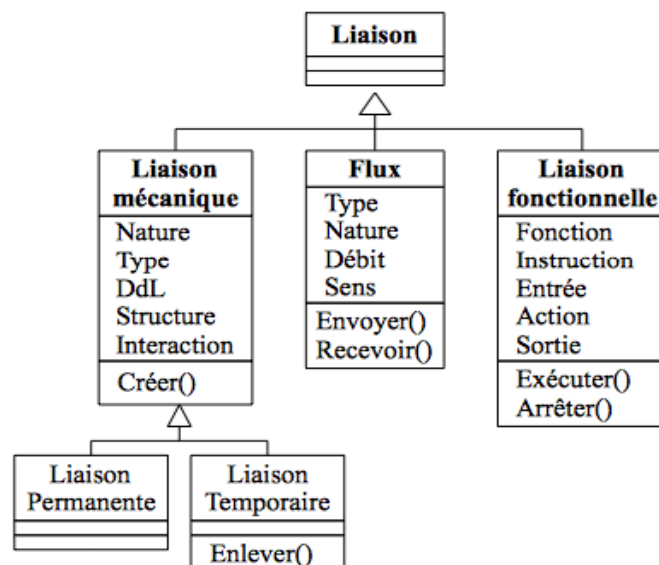 Liaison
Liaison
mécanique
Nature
Type
DdL
Structure
Interaction
Créer()
Flux
Type
Nature
Débit
Sens
Envoyer()
Recevoir()
Liaison
fonctionnelle
Fonction
Instruction
Entrée
Action
Sortie
Exécuter()
Arrêter()
Liaison
Permanente
Liaison
Temporaire
Enlever()